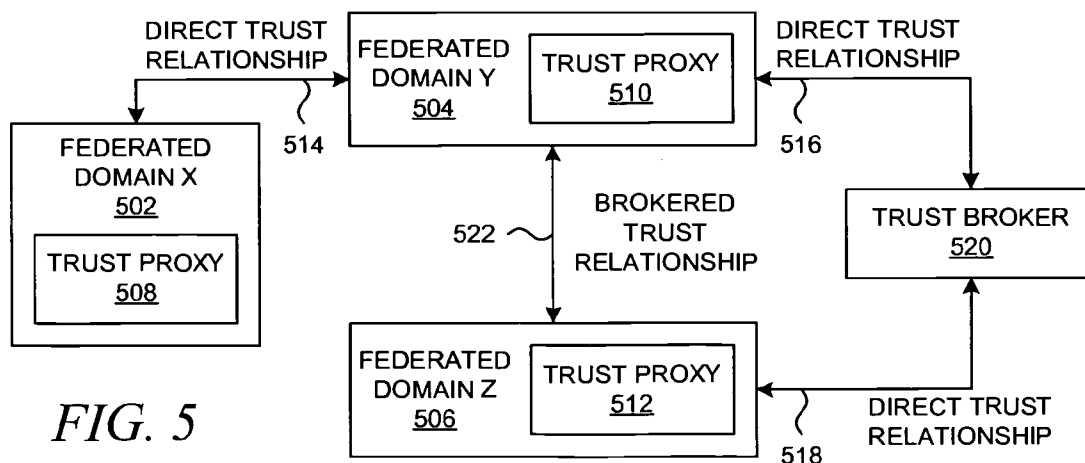 DIRECT TRUST
RELATIONSHIP
514
FEDERATED
DOMAIN X
502
TRUST PROXY
508
FEDERATED
DOMAIN Y
504
TRUST PROXY
510
DIRECT TRUST
RELATIONSHIP
516
522
BROKERED
TRUST
RELATIONSHIP
TRUST BROKER
520
FEDERATED
DOMAIN Z
506
TRUST PROXY
512
518
DIRECT TRUST
RELATIONSHIP
FIG. 5